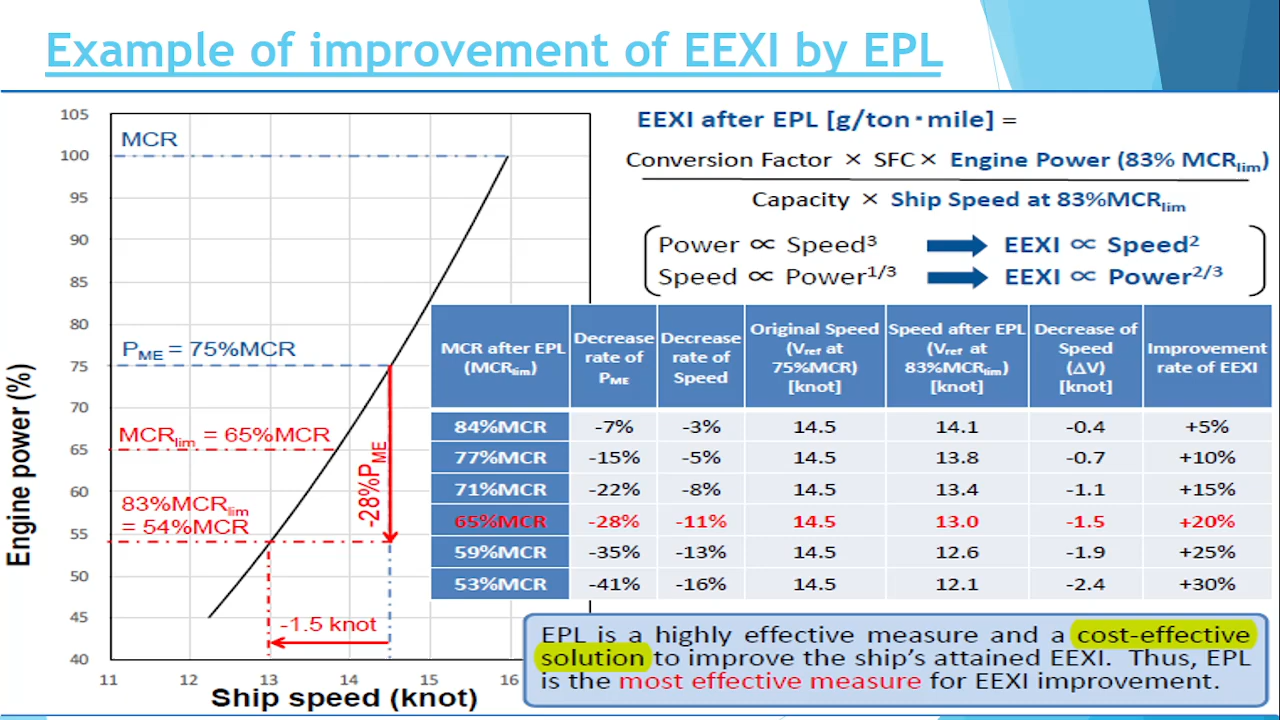 Example of improvement of EEXI by EPL
Engine power (%)
105
100
95
90
85
80
75
70
65
60
55
50
45
40
MCR
P_ME = 75%MCR
MCR_lim = 65%MCR
83%MCR_lim
= 54%MCR
-28%P_ME
-1.5 knot
11 12 13 14 15 16
Ship speed (knot)
EEXI after EPL [g/ton・mile] =
Conversion Factor × SFC × Engine Power (83% MCR_lim)
Capacity × Ship Speed at 83%MCR_lim
Power ∝ Speed³ EEXI ∝ Speed²
Speed ∝ Power^1/3 EEXI ∝ Power^2/3
MCR after EPL (MCR_lim) Decrease rate of P_ME Decrease rate of Speed Original Speed (V_ref at 75%MCR) [knot] Speed after EPL (V_ref at 83%MCR_lim) [knot] Decrease of Speed (ΔV) [knot] Improvement rate of EEXI
84%MCR -7% -3% 14.5 14.1 -0.4 +5%
77%MCR -15% -5% 14.5 13.8 -0.7 +10%
71%MCR -22% -8% 14.5 13.4 -1.1 +15%
65%MCR -28% -11% 14.5 13.0 -1.5 +20%
59%MCR -35% -13% 14.5 12.6 -1.9 +25%
53%MCR -41% -16% 14.5 12.1 -2.4 +30%
EPL is a highly effective measure and a cost-effective
solution to improve the ship's attained EEXI. Thus, EPL
is the most effective measure for EEXI improvement.